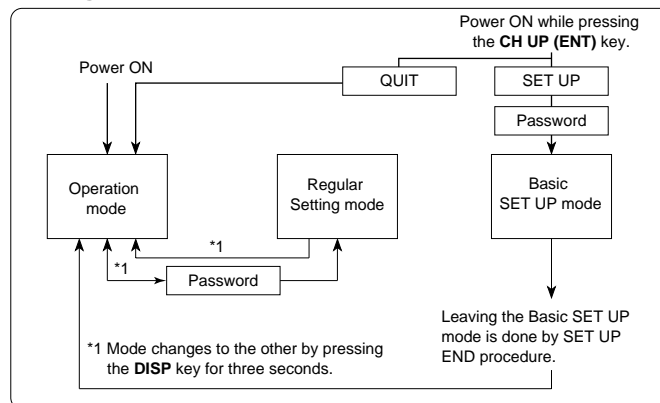 Power ON while pressing
the CH UP (ENT) key.
Power ON
QUIT
SET UP
Password
Operation
mode
Regular
Setting mode
Basic
SET UP mode
*1
*1
Password
Leaving the Basic SET UP
mode is done by SET UP
END procedure.
*1 Mode changes to the other by pressing
the DISP key for three seconds.